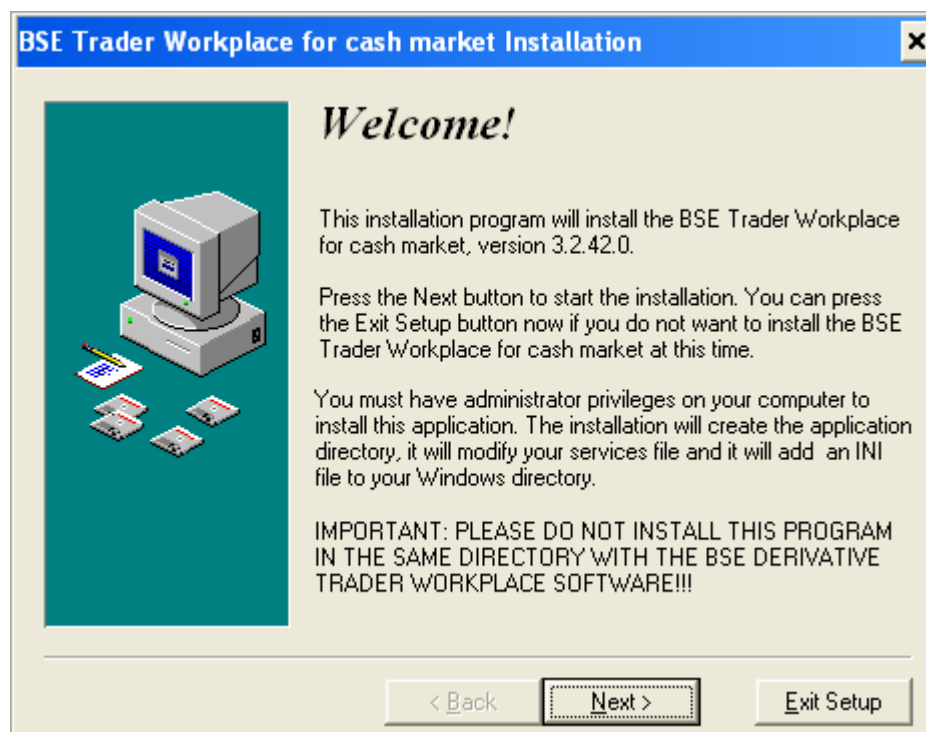 BSE Trader Workplace for cash market Installation
Welcome!
This installation program will install the BSE Trader Workplace
for cash market, version 3.2.42.0.
Press the Next button to start the installation. You can press
the Exit Setup button now if you do not want to install the BSE
Trader Workplace for cash market at this time.
You must have administrator privileges on your computer to
install this application. The installation will create the application
directory, it will modify your services file and it will add  an INI
file to your Windows directory.
IMPORTANT: PLEASE DO NOT INSTALL THIS PROGRAM
IN THE SAME DIRECTORY WITH THE BSE DERIVATIVE
TRADER WORKPLACE SOFTWARE!!!
< Back Next > Exit Setup